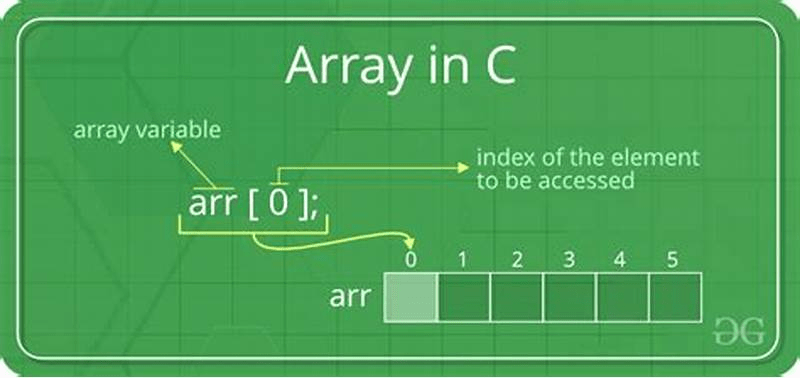 Array in C
array variable
index of the element
to be accessed
arr [ 0 ];
0 1 2 3 4 5
arr
GG